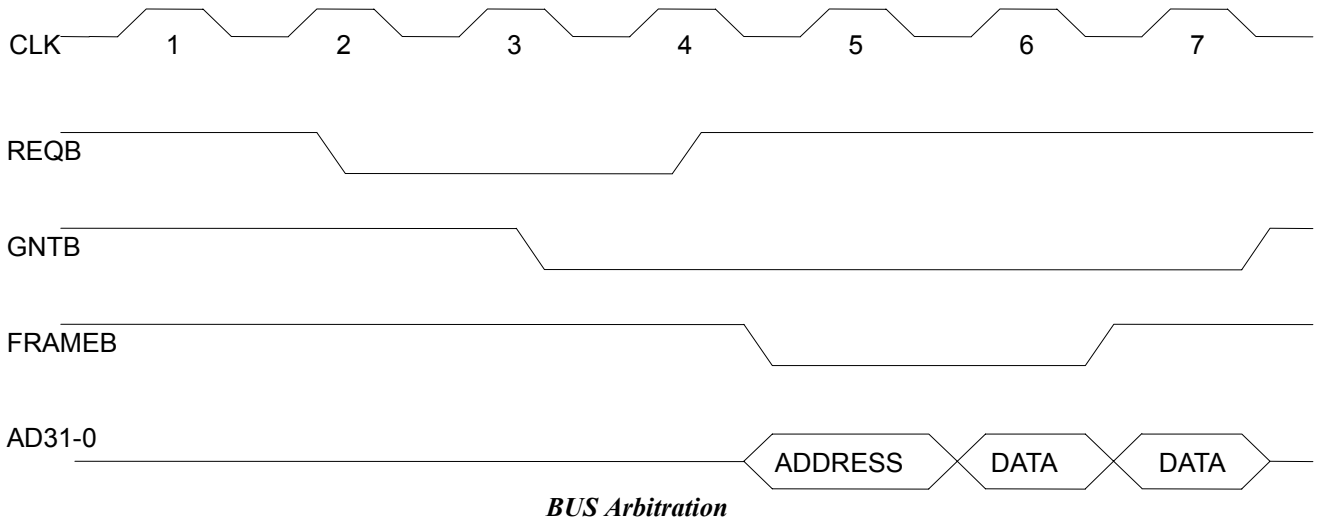 CLK 1 2 3 4 5 6 7
REQB
GNTB
FRAMEB
AD31-0
ADDRESS DATA DATA
BUS Arbitration